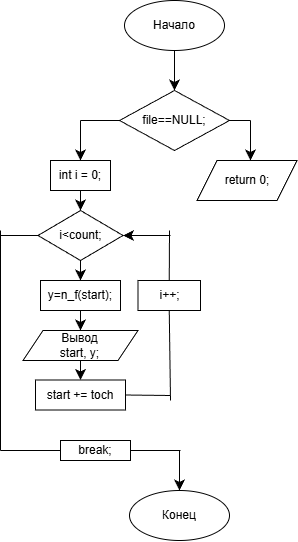 Начало
file==NULL;
int i = 0;
return 0;
i<count;
y=n_f(start);
i++;
Вывод
start, y;
start += toch
break;
Конец